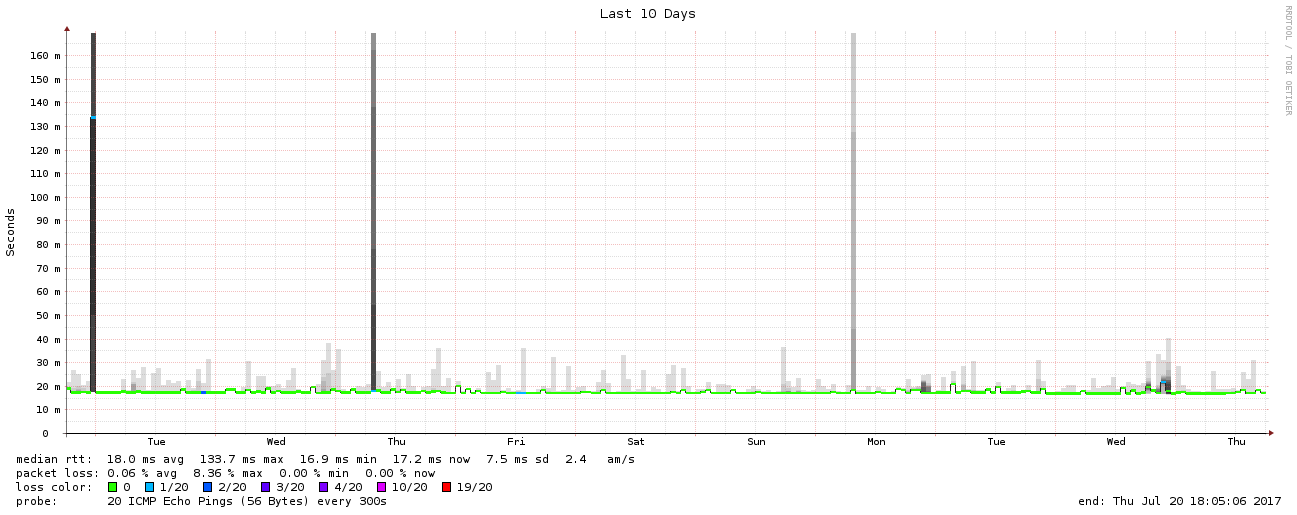 Last 10 Days
RRDTOOL / TOBI OETIKER
Seconds
160 m
150 m
140 m
130 m
120 m
110 m
100 m
90 m
80 m
70 m
60 m
50 m
40 m
30 m
20 m
10 m
0
Tue Wed Thu Fri Sat Sun Mon Tue Wed Thu
median rtt: 18.0 ms avg 133.7 ms max 16.9 ms min 17.2 ms now 7.5 ms sd 2.4 am/s
packet loss: 0.06 % avg 8.36 % max 0.00 % min 0.00 % now
loss color: 0 1/20 2/20 3/20 4/20 10/20 19/20
probe: 20 ICMP Echo Pings (56 Bytes) every 300s end: Thu Jul 20 18:05:06 2017